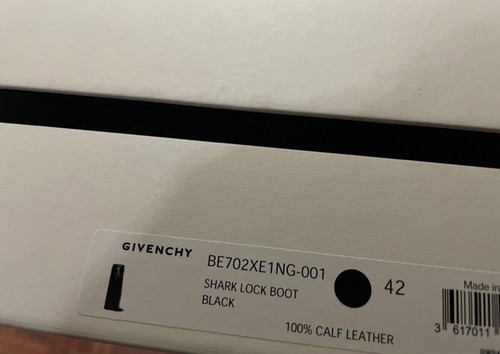 GIVENCHY
BE702XE1NG-001
42
SHARK LOCK BOOT
BLACK
100% CALF LEATHER
Made in
3 617011